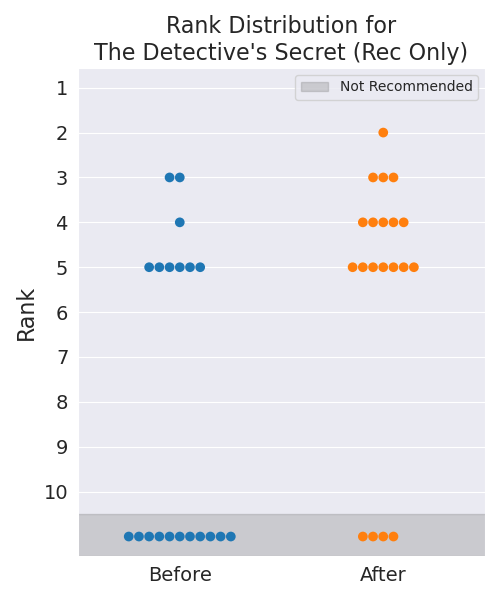 Rank Distribution for
The Detective's Secret (Rec Only)
Not Recommended
1
2
3
4
5
6
7
8
9
10
Rank
Before
After